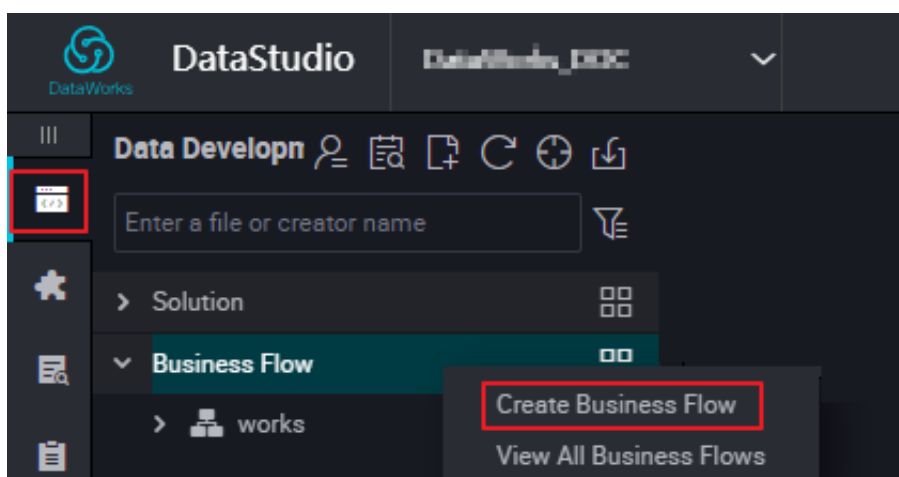 DataWorks
DataStudio
Data Developm
Enter a file or creator name
Solution
Business Flow
Create Business Flow
works
View All Business Flows